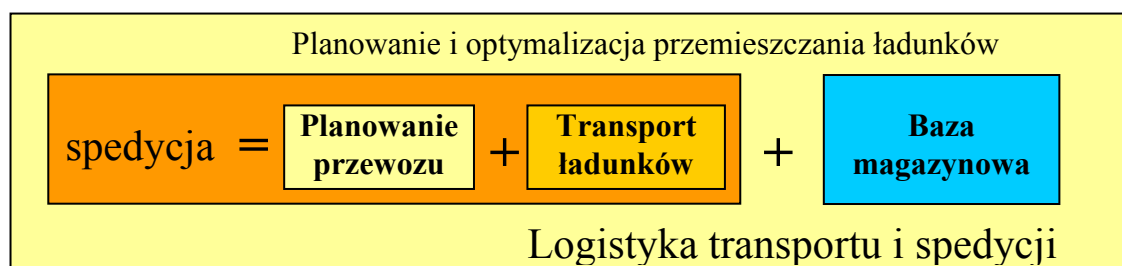 Planowanie i optymalizacja przemieszczania ładunków
spedycja = Planowanie przewozu + Transport ładunków + Baza magazynowa
Logistyka transportu i spedycji